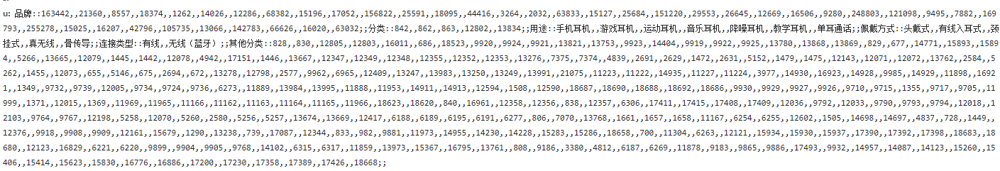 u: 品牌::163442,,21360,,8557,,18374,,1262,,14026,,12286,,68382,,15196,,17052,,156822,,25591,,18095,,44416,,3264,,2032,,63833,,15127,,25684,,151220,,29553,,26645,,12669,,16506,,9280,,248803,,121098,,9495,,7882,,169
793,,255278,,15025,,16207,,42796,,105735,,13066,,142783,,66626,,16020,,63032;;分类::842,,862,,863,,12802,,13834;;用途::手机耳机,,游戏耳机,,运动耳机,,音乐耳机,,降噪耳机,,教学耳机,,单耳通话;;佩戴方式::头戴式,,有线入耳式,,颈
挂式,,真无线,,骨传导;;连接类型::有线,,无线（蓝牙）;;其他分类::828,,830,,12805,,12803,,16011,,686,,18523,,9920,,9924,,9921,,13821,,13753,,9923,,14404,,9919,,9922,,9925,,13780,,13868,,13869,,829,,677,,14771,,15893,,1589
4,,5266,,13665,,12079,,1445,,1442,,12078,,4942,,17151,,1446,,13667,,12347,,12349,,12348,,12355,,12352,,12353,,13276,,7375,,7374,,4839,,2691,,2629,,1472,,2631,,5152,,1479,,1475,,12143,,12071,,12072,,13762,,2584,,5
262,,1455,,12073,,655,,5146,,675,,2694,,672,,13278,,12798,,2577,,9962,,6965,,12409,,13247,,13983,,13250,,13249,,13991,,21075,,11223,,11222,,14935,,11227,,11224,,3977,,14930,,16923,,14928,,9985,,14929,,11898,,1692
1,,1349,,9732,,9739,,12005,,9734,,9724,,9736,,6273,,11889,,13984,,13995,,11888,,11953,,14911,,14913,,12594,,1508,,12590,,18687,,18690,,18688,,18692,,18686,,9930,,9929,,9927,,9926,,9710,,9715,,1355,,9717,,9705,,11
999,,1371,,12015,,1369,,11969,,11965,,11166,,11162,,11163,,11164,,11165,,11966,,18623,,18620,,840,,16961,,12358,,12356,,838,,12357,,6306,,17411,,17415,,17408,,17409,,12036,,9792,,12033,,9790,,9793,,9794,,12018,,1
2103,,9764,,9767,,12198,,5258,,12070,,5260,,2580,,5256,,5257,,13674,,13669,,12417,,6188,,6189,,6195,,6191,,6277,,806,,7070,,13768,,1661,,1657,,1658,,11167,,6254,,6255,,12602,,1505,,14698,,14697,,4837,,728,,1449,,
12376,,9918,,9908,,9909,,12161,,15679,,1290,,13238,,739,,17087,,12344,,833,,982,,9881,,11973,,14955,,14230,,14228,,15283,,15286,,18658,,700,,11304,,6263,,12121,,15934,,15930,,15937,,17390,,17392,,17398,,18683,,18
680,,12123,,16829,,6221,,6220,,9899,,9904,,9905,,9768,,14102,,6315,,6317,,11859,,13973,,15367,,16795,,13761,,808,,9186,,3380,,4812,,6187,,6269,,11878,,9183,,9865,,9886,,17493,,9932,,14957,,14087,,14123,,15260,,15
406,,15414,,15623,,15830,,16776,,16886,,17200,,17230,,17358,,17389,,17426,,18668;;